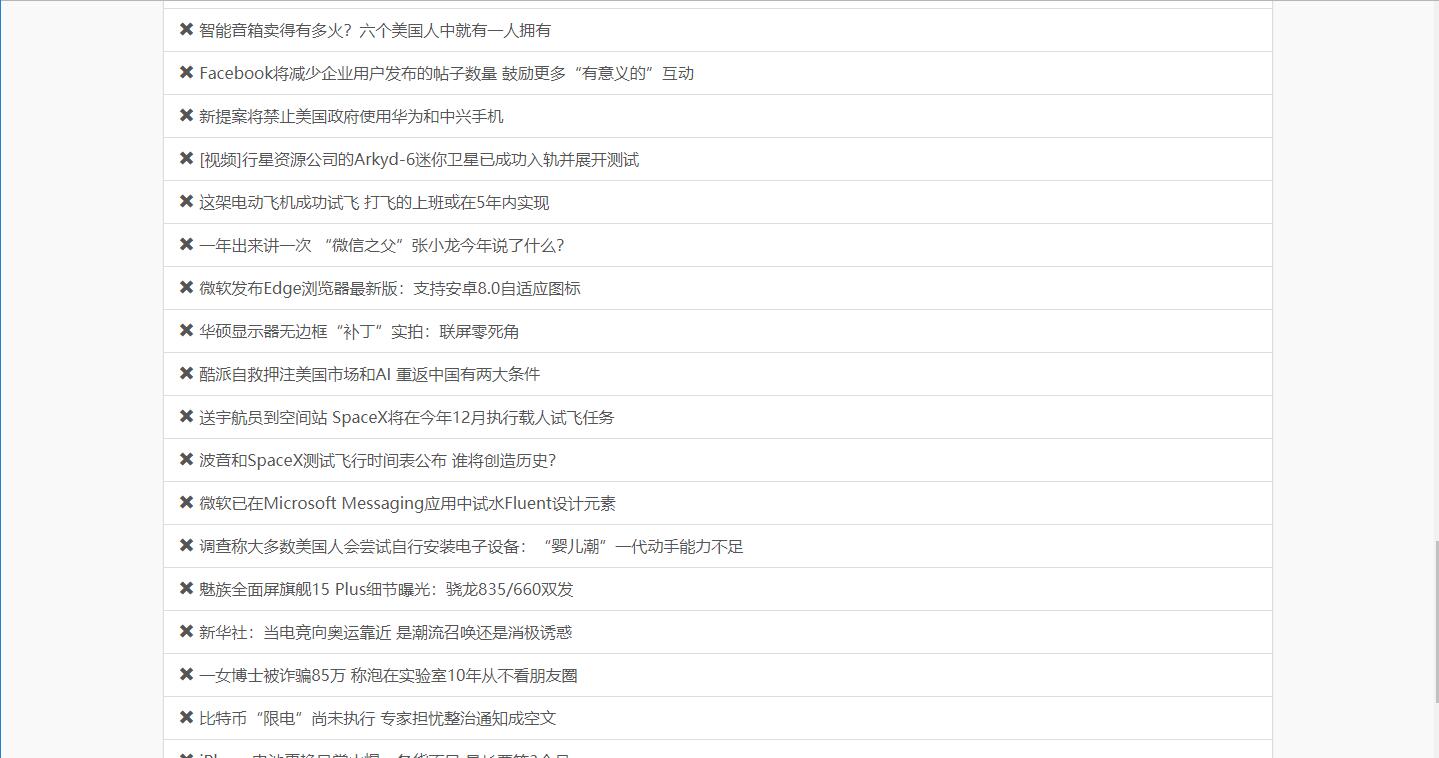 ✖ 智能音箱卖得有多火？六个美国人中就有一人拥有
✖ Facebook将减少企业用户发布的帖子数量 鼓励更多“有意义的”互动
✖ 新提案将禁止美国政府使用华为和中兴手机
✖ [视频]行星资源公司的Arkyd-6迷你卫星已成功入轨并展开测试
✖ 这架电动飞机成功试飞 打飞的上班或在5年内实现
✖ 一年出来讲一次 “微信之父”张小龙今年说了什么？
✖ 微软发布Edge浏览器最新版：支持安卓8.0自适应图标
✖ 华硕显示器无边框“补丁”实拍：联屏零死角
✖ 酷派自救押注美国市场和AI 重返中国有两大条件
✖ 送宇航员到空间站 SpaceX将在今年12月执行载人试飞任务
✖ 波音和SpaceX测试飞行时间表公布 谁将创造历史？
✖ 微软已在Microsoft Messaging应用中试水Fluent设计元素
✖ 调查称大多数美国人会尝试自行安装电子设备：“婴儿潮”一代动手能力不足
✖ 魅族全面屏旗舰15 Plus细节曝光：骁龙835/660双发
✖ 新华社：当电竞向奥运靠近 是潮流召唤还是消极诱惑
✖ 一女博士被诈骗85万 称泡在实验室10年从不看朋友圈
✖ 比特币“限电”尚未执行 专家担忧整治通知成空文